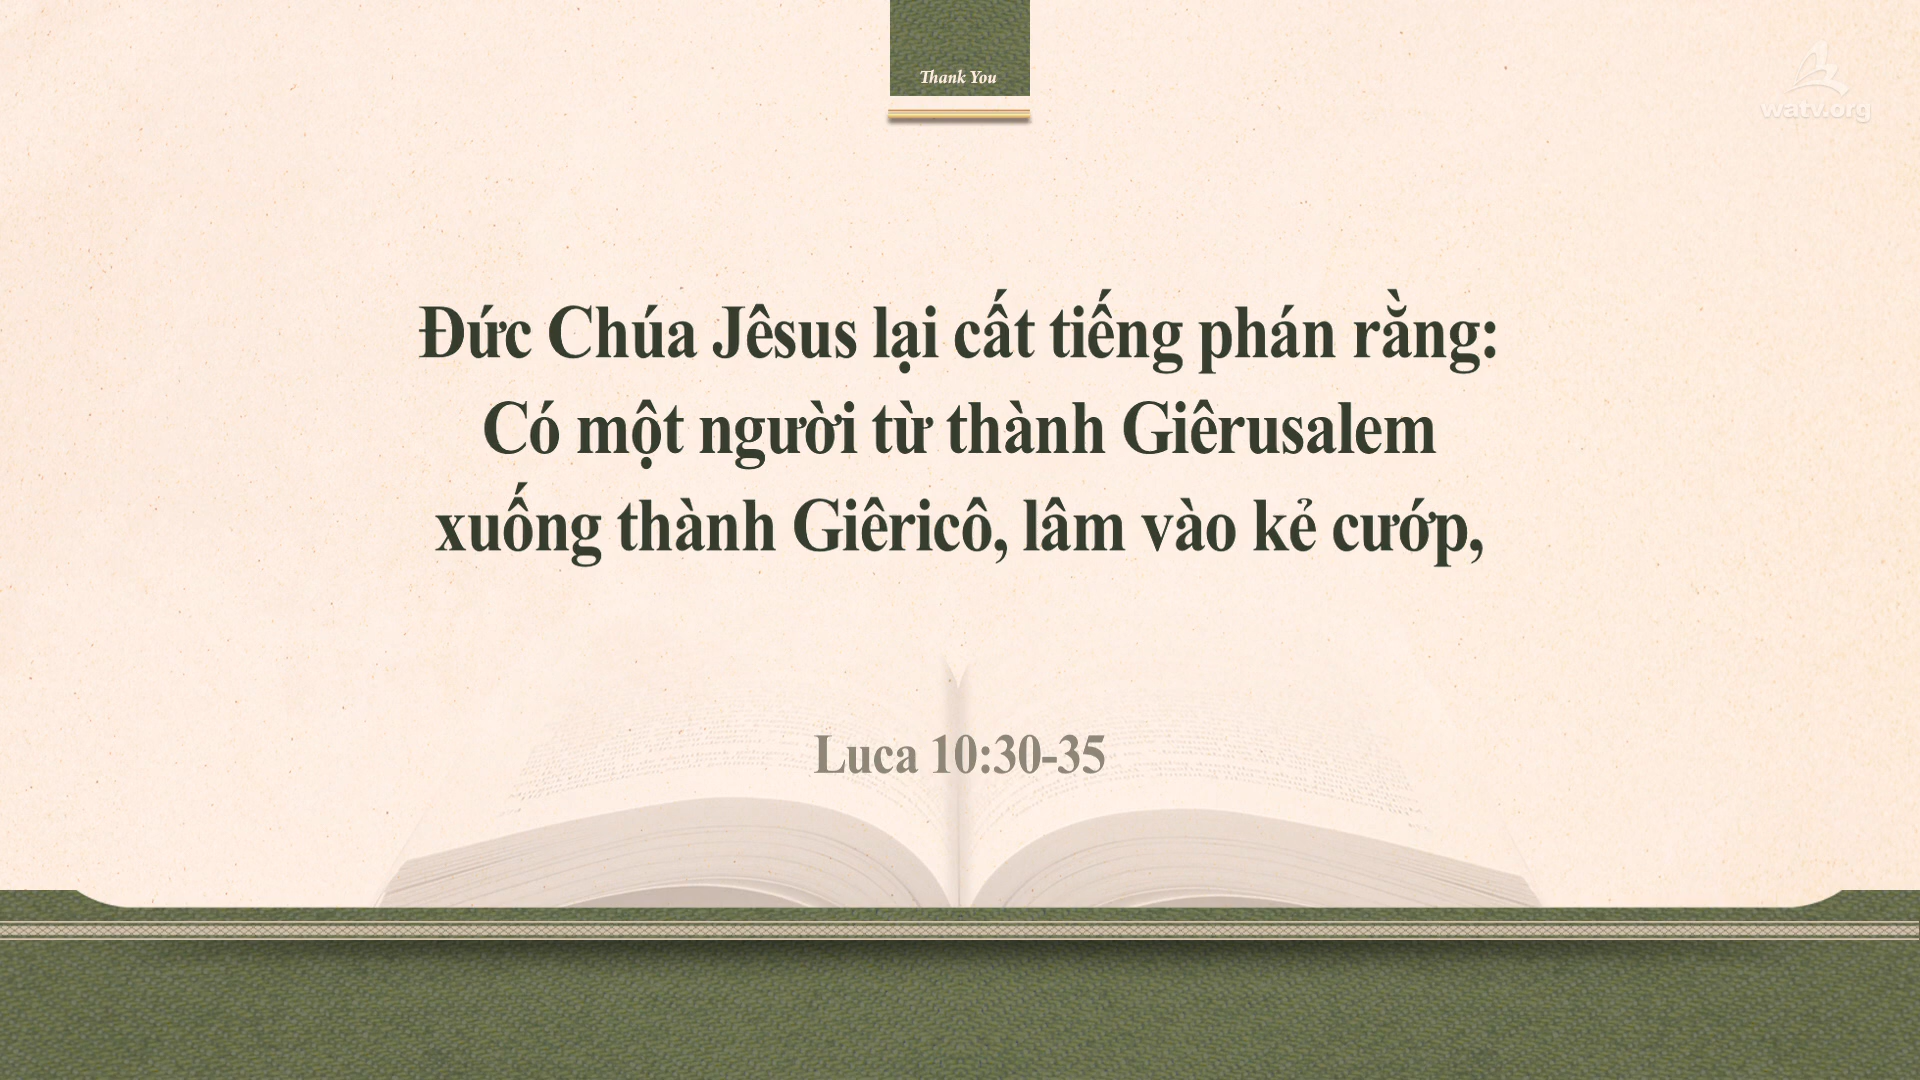 Thank You
watv.org
Đức Chúa Jêsus lại cất tiếng phán rằng:
Có một người từ thành Giêrusalem
xuống thành Giêricô, lâm vào kẻ cướp,
Luca 10:30-35